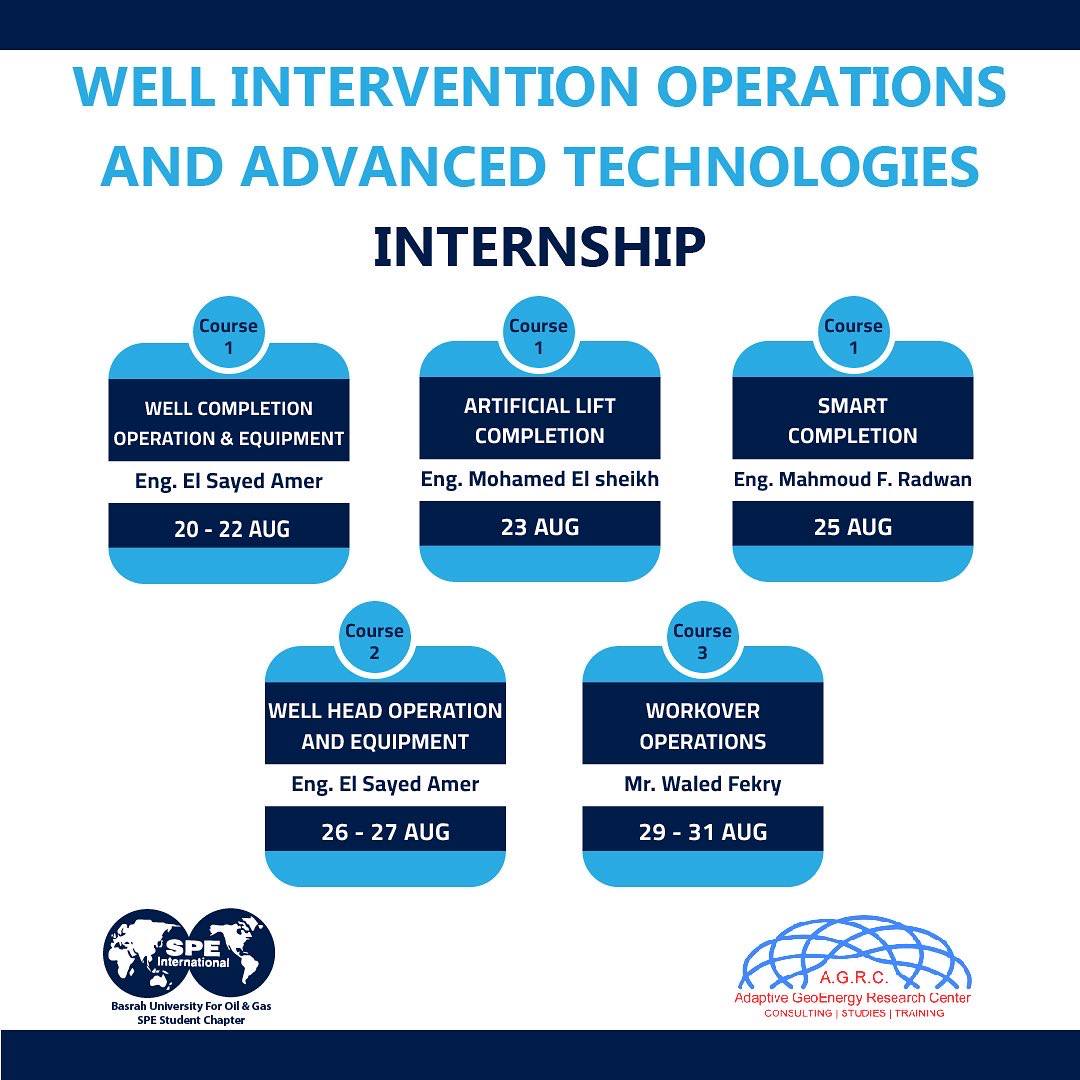 WELL INTERVENTION OPERATIONS
AND ADVANCED TECHNOLOGIES
INTERNSHIP
Course
1
WELL COMPLETION
OPERATION & EQUIPMENT
Eng. El Sayed Amer
20 - 22 AUG
Course
1
ARTIFICIAL LIFT
COMPLETION
Eng. Mohamed El sheikh
23 AUG
Course
1
SMART
COMPLETION
Eng. Mahmoud F. Radwan
25 AUG
Course
2
WELL HEAD OPERATION
AND EQUIPMENT
Eng. El Sayed Amer
26 - 27 AUG
Course
3
WORKOVER
OPERATIONS
Mr. Waled Fekry
29 - 31 AUG
SPE
International
Basrah University For Oil & Gas
SPE Student Chapter
A.G.R.C.
Adaptive GeoEnergy Research Center
CONSULTING | STUDIES | TRAINING